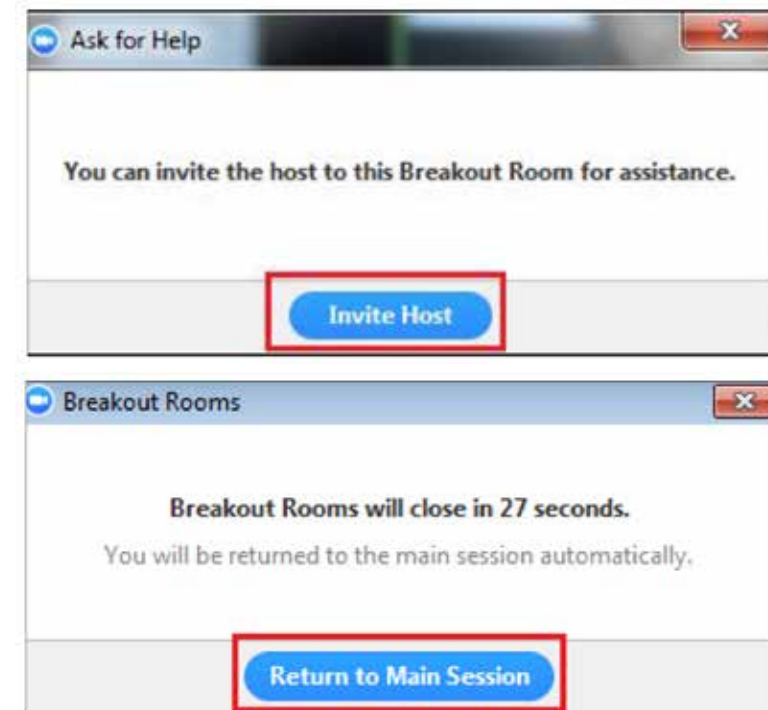 Ask for Help
You can invite the host to this Breakout Room for assistance.
Invite Host
Breakout Rooms
Breakout Rooms will close in 27 seconds.
You will be returned to the main session automatically.
Return to Main Session